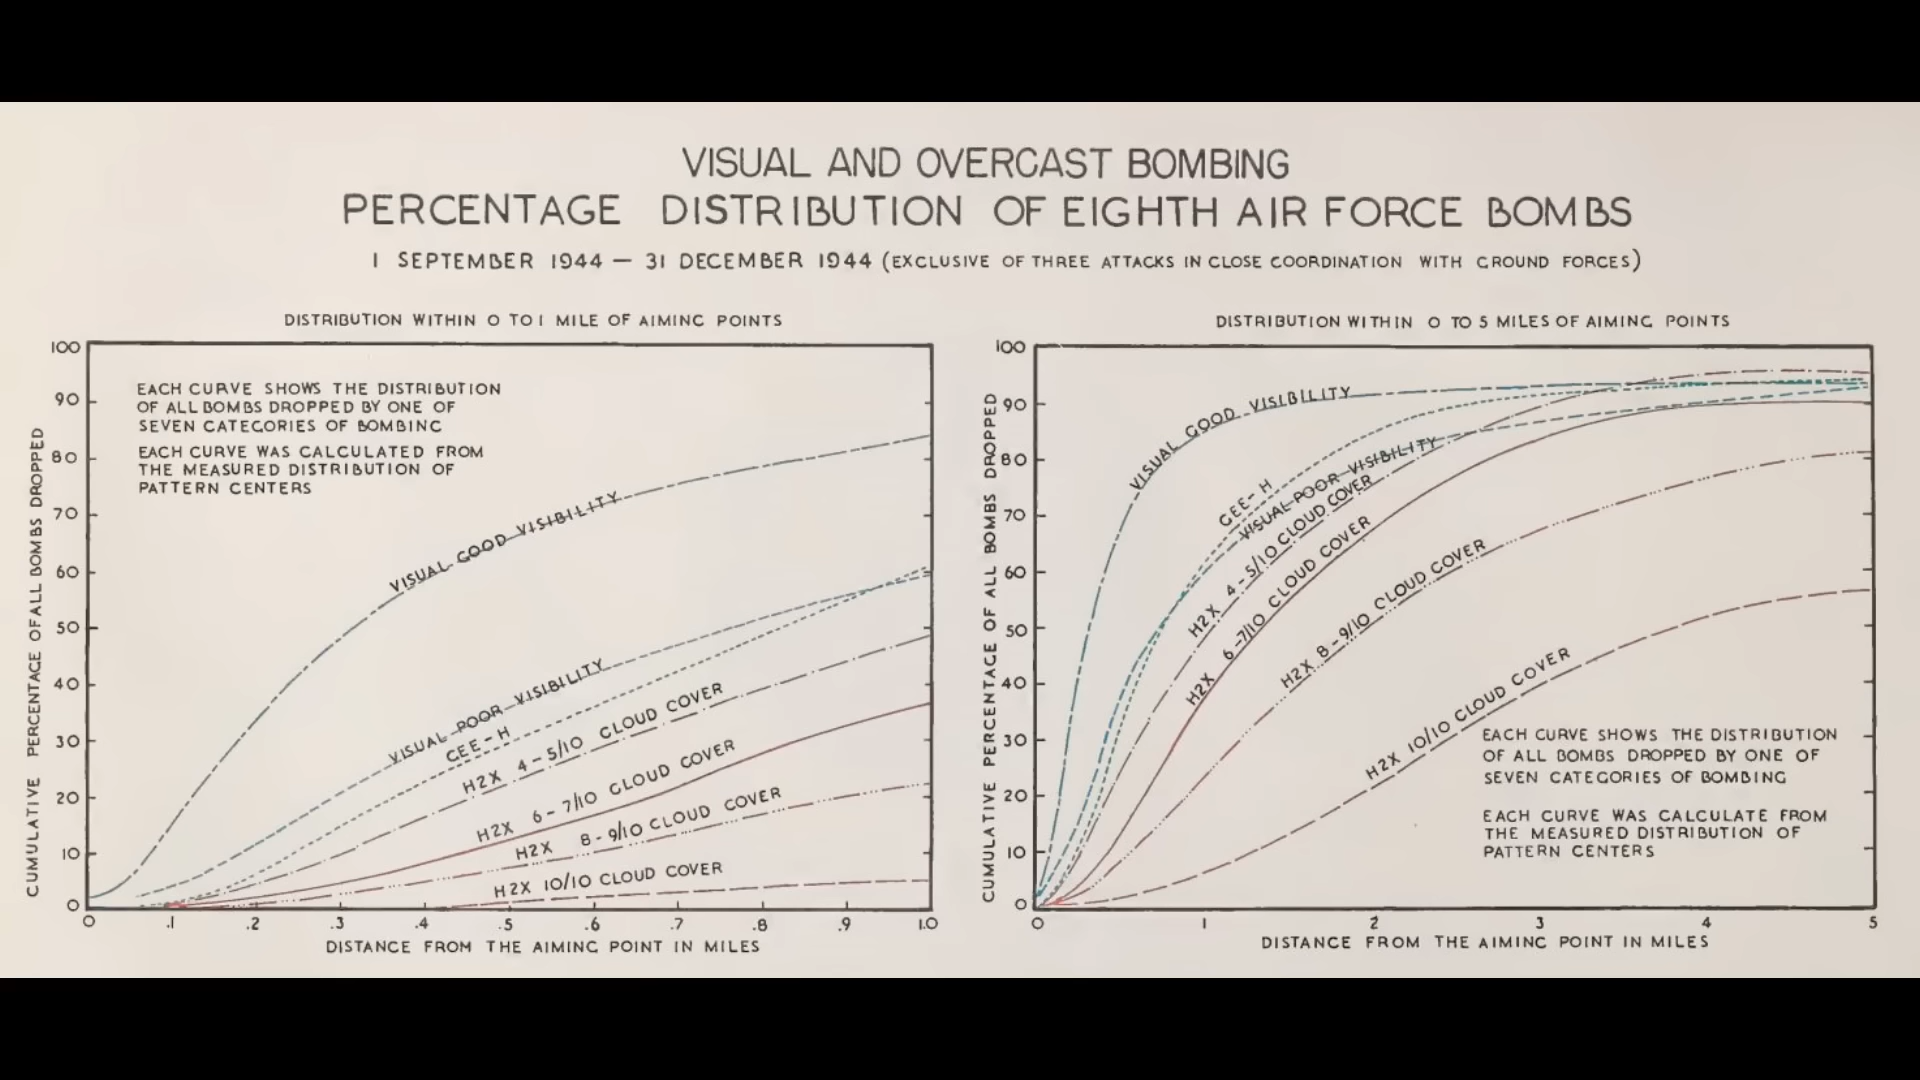 VISUAL AND OVERCAST BOMBING
PERCENTAGE DISTRIBUTION OF EIGHTH AIR FORCE BOMBS
1 SEPTEMBER 1944 — 31 DECEMBER 1944 (EXCLUSIVE OF THREE ATTACKS IN CLOSE COORDINATION WITH GROUND FORCES)
DISTRIBUTION WITHIN 0 TO 1 MILE OF AIMING POINTS
CUMULATIVE PERCENTAGE OF ALL BOMBS DROPPED
100
90
80
70
60
50
40
30
20
10
0
EACH CURVE SHOWS THE DISTRIBUTION
OF ALL BOMBS DROPPED BY ONE OF
SEVEN CATEGORIES OF BOMBING
EACH CURVE WAS CALCULATED FROM
THE MEASURED DISTRIBUTION OF
PATTERN CENTERS
VISUAL GOOD VISIBILITY
VISUAL POOR VISIBILITY
GEE-H
H2X 4-5/10 CLOUD COVER
H2X 6-7/10 CLOUD COVER
H2X 8-9/10 CLOUD COVER
H2X 10/10 CLOUD COVER
0 .1 .2 .3 .4 .5 .6 .7 .8 .9 1.0
DISTANCE FROM THE AIMING POINT IN MILES
DISTRIBUTION WITHIN 0 TO 5 MILES OF AIMING POINTS
CUMULATIVE PERCENTAGE OF ALL BOMBS DROPPED
100
90
80
70
60
50
40
30
20
10
0
VISUAL GOOD VISIBILITY
GEE-H
VISUAL POOR VISIBILITY
H2X 4-5/10 CLOUD COVER
H2X 6-7/10 CLOUD COVER
H2X 8-9/10 CLOUD COVER
H2X 10/10 CLOUD COVER
EACH CURVE SHOWS THE DISTRIBUTION
OF ALL BOMBS DROPPED BY ONE OF
SEVEN CATEGORIES OF BOMBING
EACH CURVE WAS CALCULATE FROM
THE MEASURED DISTRIBUTION OF
PATTERN CENTERS
0 1 2 3 4 5
DISTANCE FROM THE AIMING POINT IN MILES